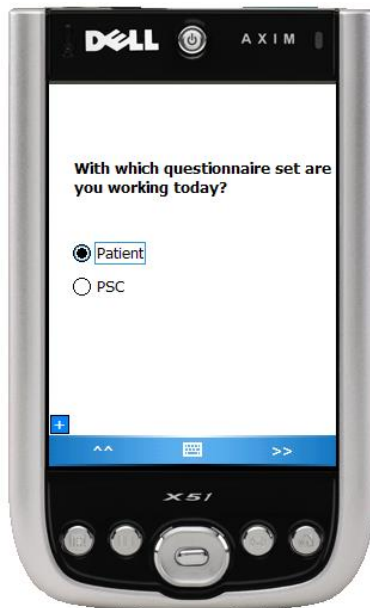 DELL
AXIM
With which questionnaire set are
you working today?
Patient
PSC
+
^^
>>
X51